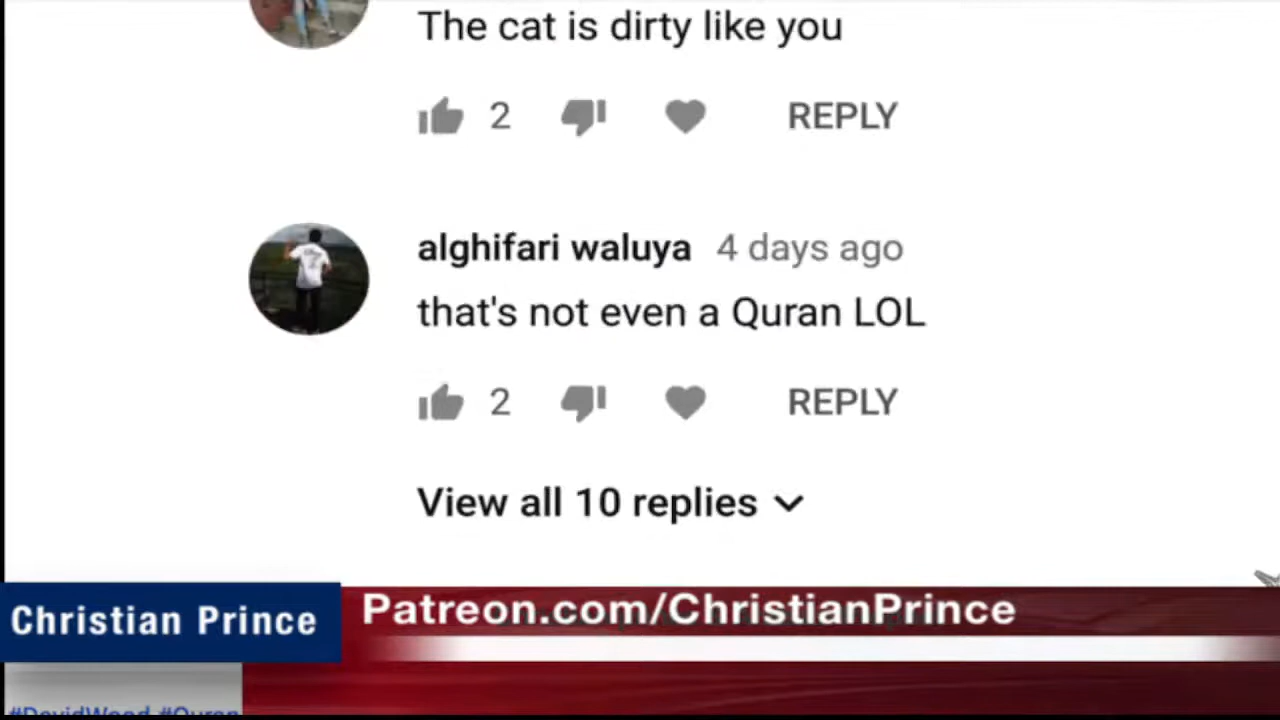 The cat is dirty like you
2 REPLY
alghifari waluya 4 days ago
that's not even a Quran LOL
2 REPLY
View all 10 replies
Christian Prince
Patreon.com/ChristianPrince
#DavidWood #Quran